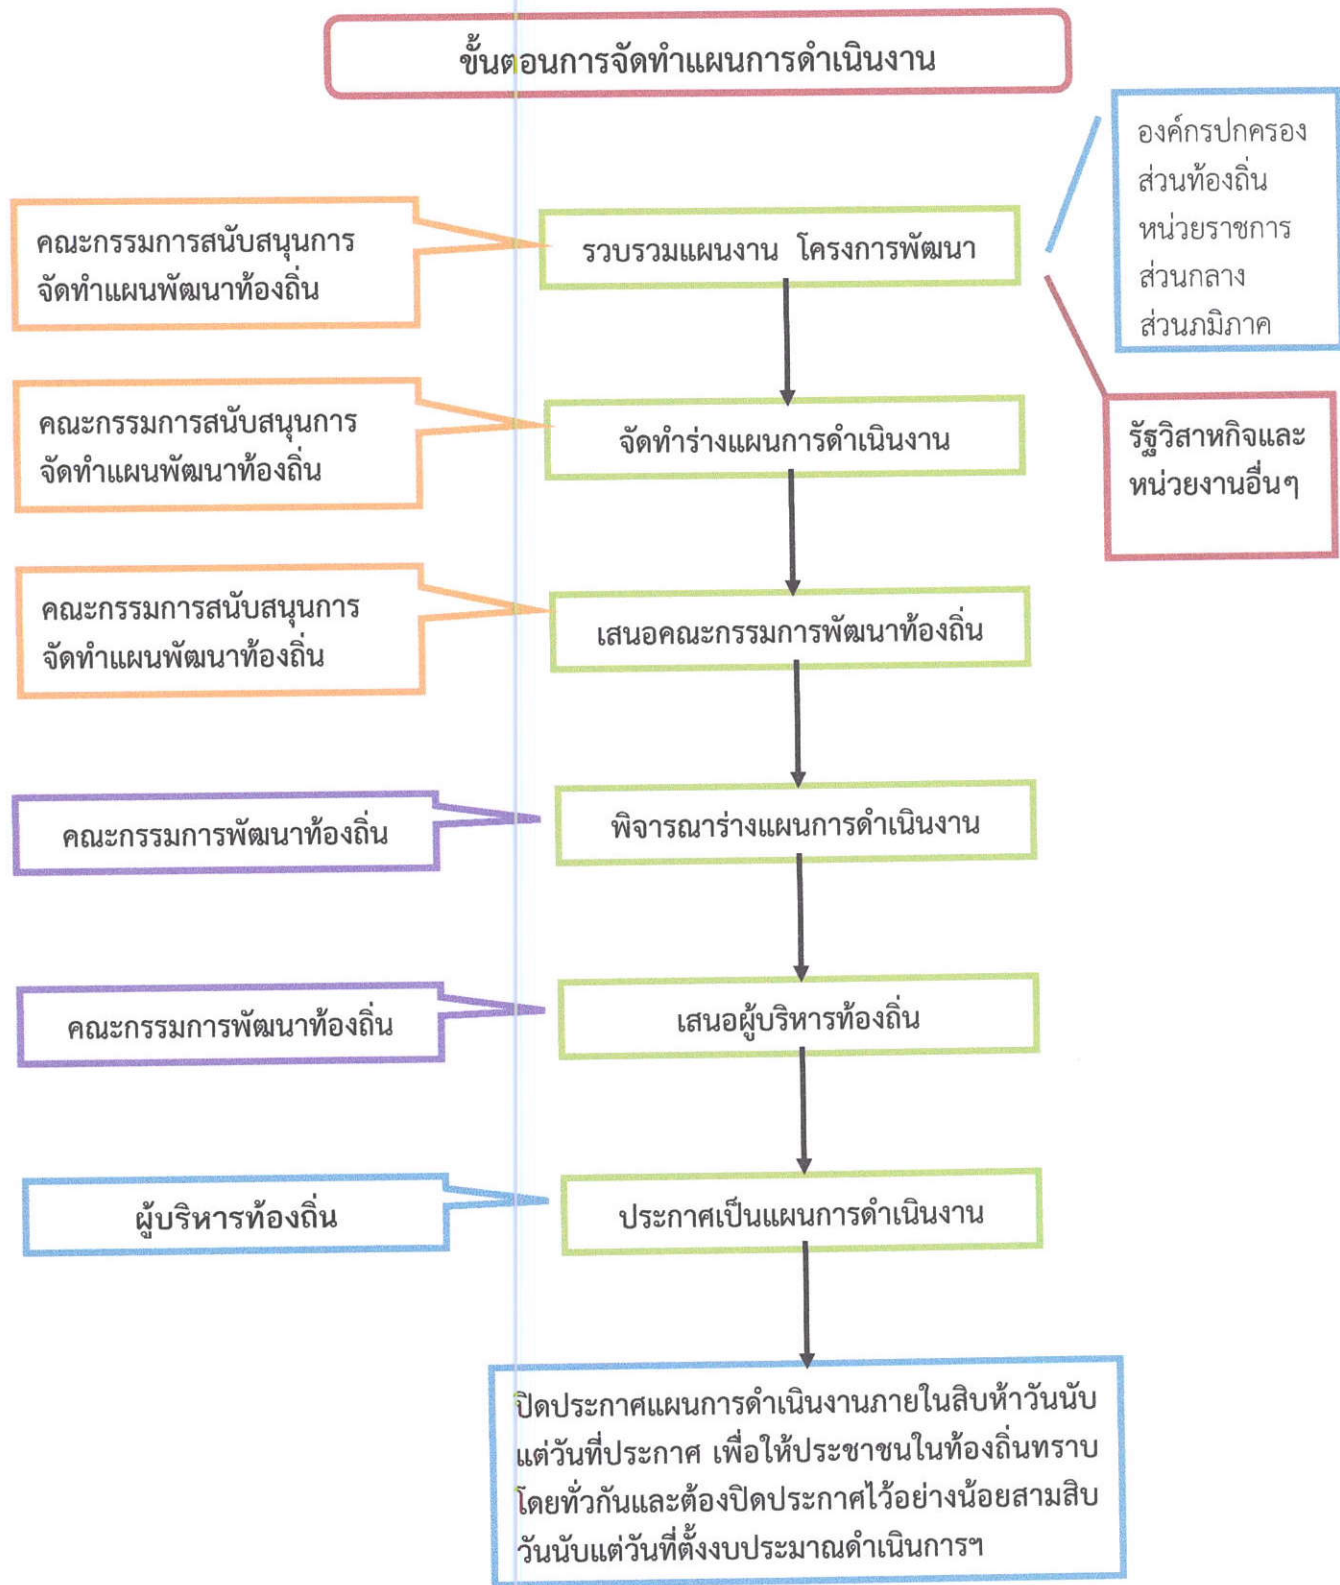 ขั้นตอนการจัดทำแผนการดำเนินงาน
องค์กรปกครอง
ส่วนท้องถิ่น
หน่วยราชการ
ส่วนกลาง
ส่วนภมิภาค
คณะกรรมการสนับสนุนการ
จัดทำแผนพัฒนาท้องถิ่น
รวบรวมแผนงาน โครงการพัฒนา
คณะกรรมการสนับสนุนการ
จัดทำแผนพัฒนาท้องถิ่น
จัดทำร่างแผนการดำเนินงาน
รัฐวิสาหกิจและ
หน่วยงานอื่นๆ
คณะกรรมการสนับสนุนการ
จัดทำแผนพัฒนาท้องถิ่น
เสนอคณะกรรมการพัฒนาท้องถิ่น
คณะกรรมการพัฒนาท้องถิ่น
พิจารณาร่างแผนการดำเนินงาน
คณะกรรมการพัฒนาท้องถิ่น
เสนอผู้บริหารท้องถิ่น
ผู้บริหารท้องถิ่น
ประกาศเป็นแผนการดำเนินงาน
ปิดประกาศแผนการดำเนินงานภายในสิบห้าวันนับ
แต่วันที่ประกาศ เพื่อให้ประชาชนในท้องถิ่นทราบ
โดยทั่วกันและต้องปิดประกาศไว้อย่างน้อยสามสิบ
วันนับแต่วันที่ตั้งงบประมาณดำเนินการฯ